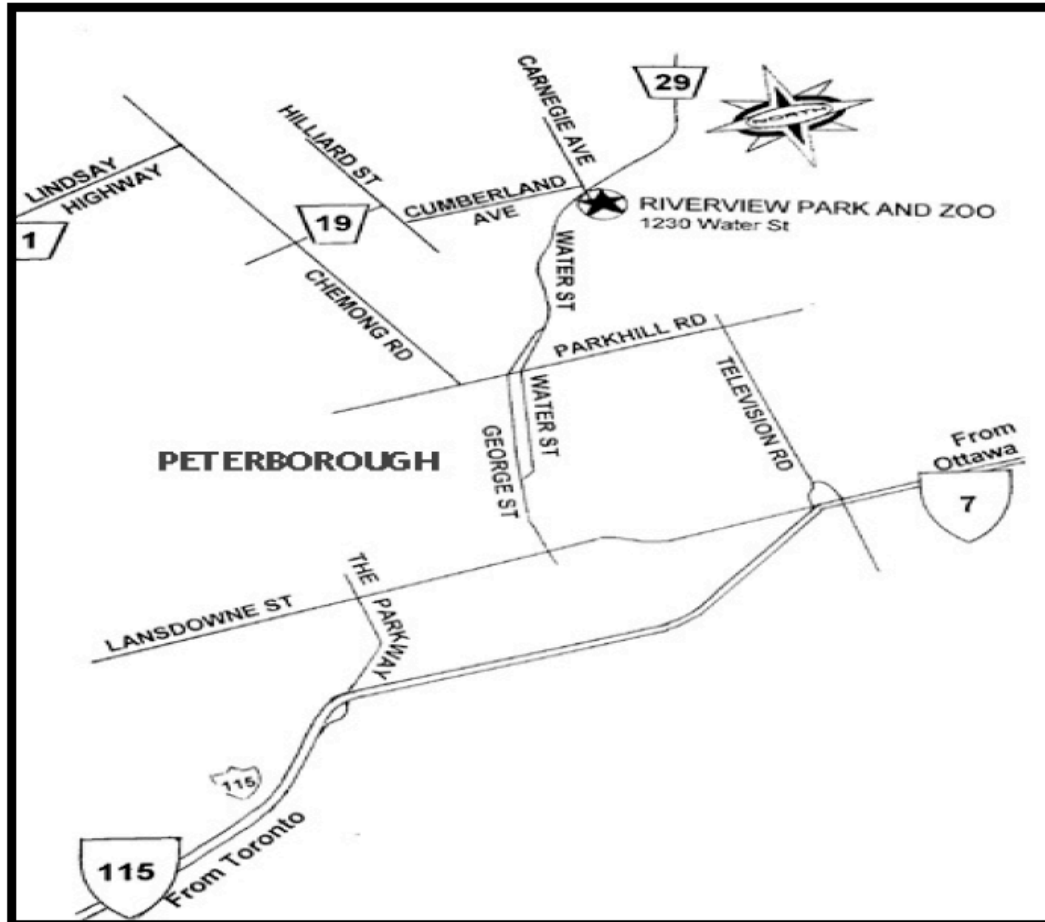 CARNEGIE AVE
29
NORTH
HILLIARD ST
LINDSAY
HIGHWAY
1
19
CUMBERLAND
AVE
RIVERVIEW PARK AND ZOO
1230 Water St
WATER ST
CHEMONG RD
PARKHILL RD
TELEVISION RD
WATER ST
GEORGE ST
PETERBOROUGH
From
Ottawa
7
THE PARKWAY
LANSDOWNE ST
115
115
From Toronto